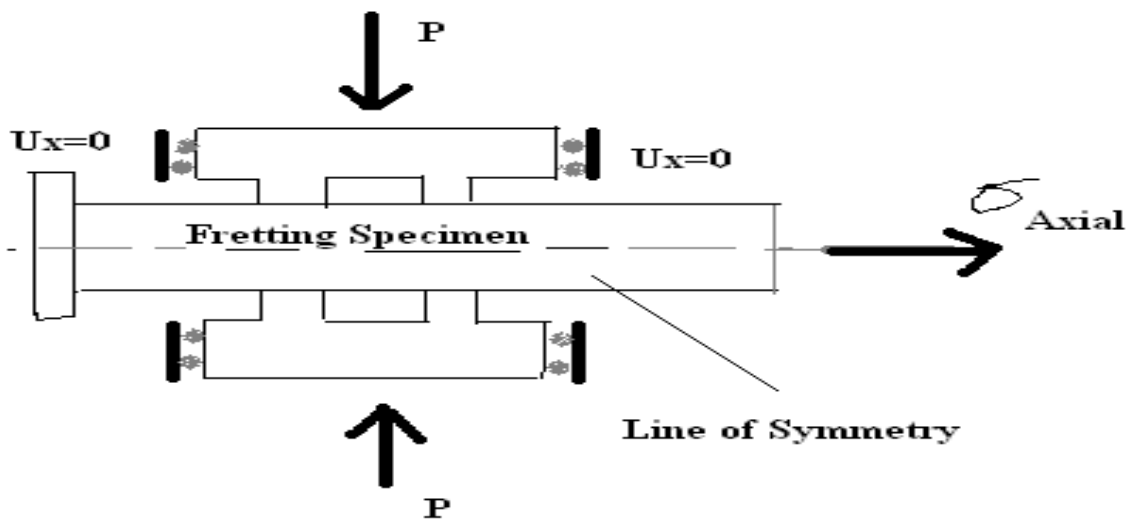 P
Ux=0
Ux=0
σ
Axial
Fretting Specimen
Line of Symmetry
P